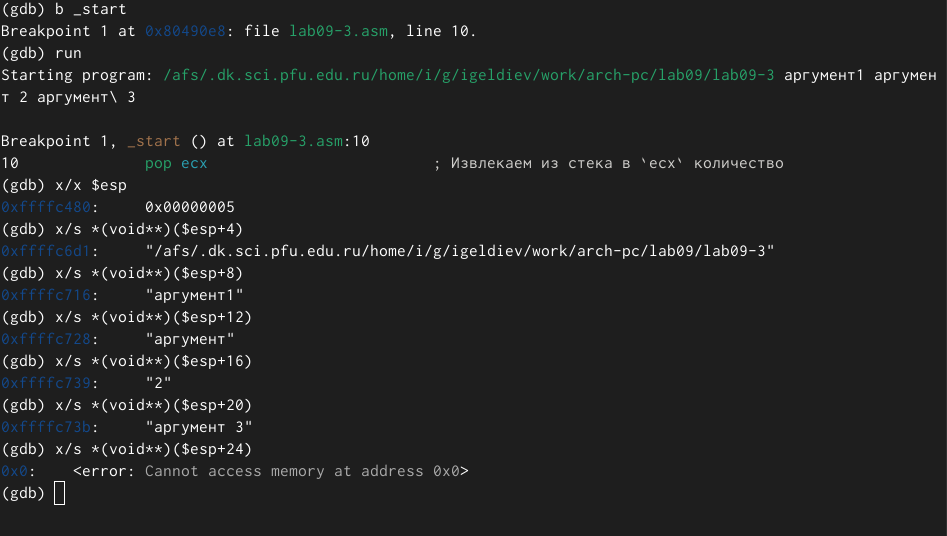 (gdb) b _start
Breakpoint 1 at 0x80490e8: file lab09-3.asm, line 10.
(gdb) run
Starting program: /afs/.dk.sci.pfu.edu.ru/home/i/g/igeldiev/work/arch-pc/lab09/lab09-3 аргумент1 аргумен
т 2 аргумент\ 3
Breakpoint 1, _start () at lab09-3.asm:10
10 pop ecx ; Извлекаем из стека в `ecx` количество
(gdb) x/x $esp
0xffffc480: 0x00000005
(gdb) x/s *(void**)($esp+4)
0xffffc6d1: "/afs/.dk.sci.pfu.edu.ru/home/i/g/igeldiev/work/arch-pc/lab09/lab09-3"
(gdb) x/s *(void**)($esp+8)
0xffffc716: "аргумент1"
(gdb) x/s *(void**)($esp+12)
0xffffc728: "аргумент"
(gdb) x/s *(void**)($esp+16)
0xffffc739: "2"
(gdb) x/s *(void**)($esp+20)
0xffffc73b: "аргумент 3"
(gdb) x/s *(void**)($esp+24)
0x0: <error: Cannot access memory at address 0x0>
(gdb)